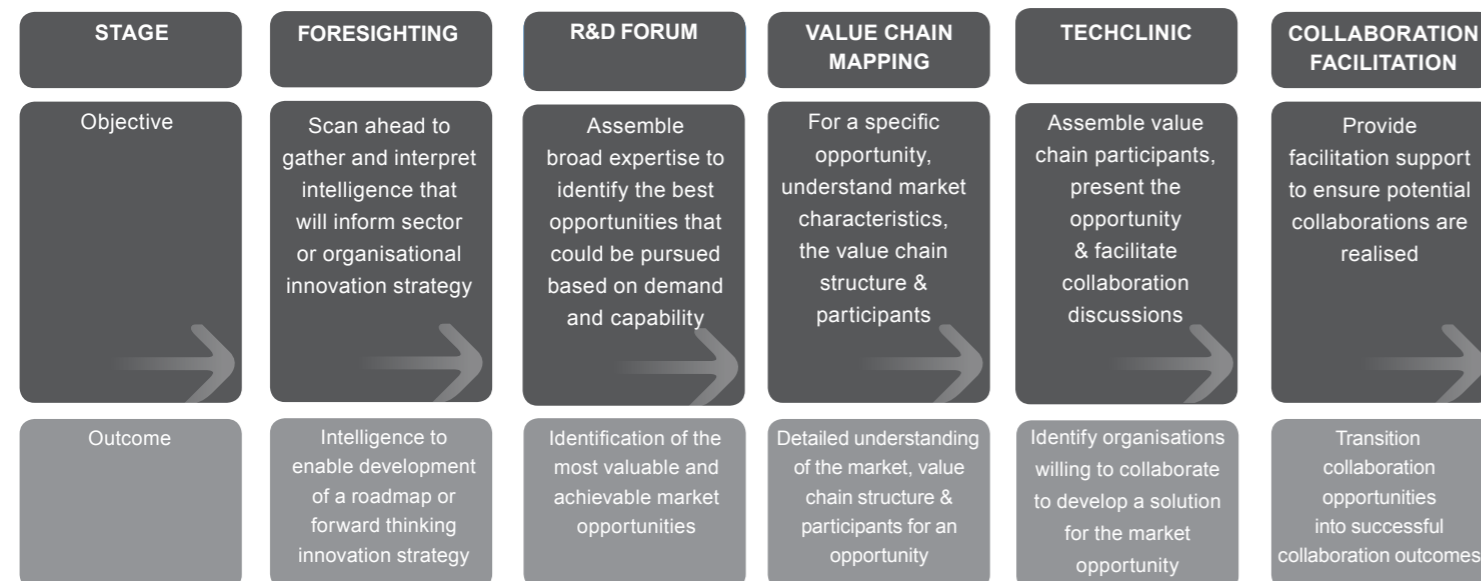 STAGE
FORESIGHTING
R&D FORUM
VALUE CHAIN
MAPPING
TECHCLINIC
COLLABORATION
FACILITATION
Objective
Scan ahead to
gather and interpret
intelligence that
will inform sector
or organisational
innovation strategy
Assemble
broad expertise to
identify the best
opportunities that
could be pursued
based on demand
and capability
For a specific
opportunity,
understand market
characteristics,
the value chain
structure &
participants
Assemble value
chain participants,
present the
opportunity
& facilitate
collaboration
discussions
Provide
facilitation support
to ensure potential
collaborations are
realised
Outcome
Intelligence to
enable development
of a roadmap or
forward thinking
innovation strategy
Identification of the
most valuable and
achievable market
opportunities
Detailed understanding
of the market, value
chain structure &
participants for an
opportunity
Identify organisations
willing to collaborate
to develop a solution
for the market
opportunity
Transition
collaboration
opportunities
into successful
collaboration outcomes